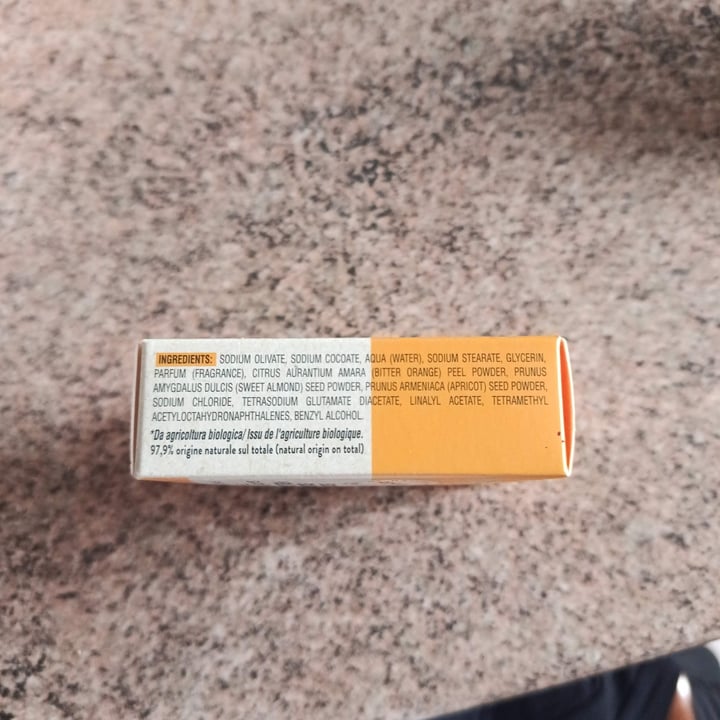 INGREDIENTS: SODIUM OLIVATE, SODIUM COCOATE, AQUA (WATER), SODIUM STEARATE, GLYCERIN,
PARFUM (FRAGRANCE), CITRUS AURANTIUM AMARA (BITTER ORANGE) PEEL POWDER, PRUNUS
AMYGDALUS DULCIS (SWEET ALMOND) SEED POWDER, PRUNUS ARMENIACA (APRICOT) SEED POWDER,
SODIUM CHLORIDE, TETRASODIUM GLUTAMATE DIACETATE, LINALYL ACETATE, TETRAMETHYL
ACETYLOCTAHYDRONAPHTHALENES, BENZYL ALCOHOL.
*Da agricoltura biologica/ Issu de l'agriculture biologique.
97,9% origine naturale sul totale (natural origin on total)